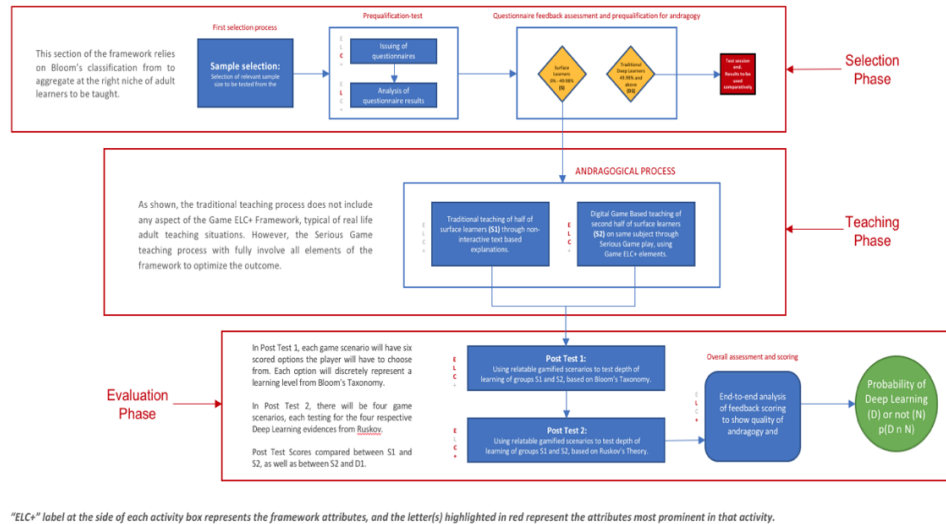 First selection process
Prequalification-test
Questionnaire feedback assessment and prequalification for andragogy
This section of the framework relies
on Bloom's classification from to
aggregate at the right niche of adult
learners to be taught.
Sample selection:
Selection of relevant sample
size to be tested from the
E
L
C
+
Issuing of
questionnaires
E
L
C
+
Analysis of
questionnaire results
Surface
Learners
0% - 49.98%
(S)
Traditional
Deep Learners
49.99% and
above
(D1)
Test session
end.
Results to be
used
comparatively
Selection
Phase
ANDRAGOGICAL PROCESS
As shown, the traditional teaching process does not include
any aspect of the Game ELC+ Framework, typical of real life
adult teaching situations. However, the Serious Game
teaching process with fully involve all elements of the
framework to optimize the outcome.
E
L
C
+
Traditional teaching of half of
surface learners (S1) through non-
interactive text based
explanations.
E
L
C
+
Digital Game Based teaching of
second half of surface learners
(S2) on same subject through
Serious Game play, using
Game ELC+ elements.
Teaching
Phase
Evaluation
Phase
In Post Test 1, each game scenario will have six
scored options the player will have to choose
from. Each option will discretely represent a
learning level from Bloom's Taxonomy.
In Post Test 2, there will be four game
scenarios, each testing for the four respective
Deep Learning evidences from Ruskov.
Post Test Scores compared between S1 and
S2, as well as between S2 and D1.
E
L
C
+
Post Test 1:
Using relatable gamified scenarios to test depth of
learning of groups S1 and S2, based on Bloom's Taxonomy.
E
L
C
+
Post Test 2:
Using relatable gamified scenarios to test depth of
learning of groups S1 and S2, based on Ruskov's Theory.
Overall assessment and scoring
E
L
C
+
End-to-end analysis
of feedback scoring
to show quality of
andragogy and
Probability of
Deep Learning
(D) or not (N)
p(D n N)
"ELC+" label at the side of each activity box represents the framework attributes, and the letter(s) highlighted in red represent the attributes most prominent in that activity.